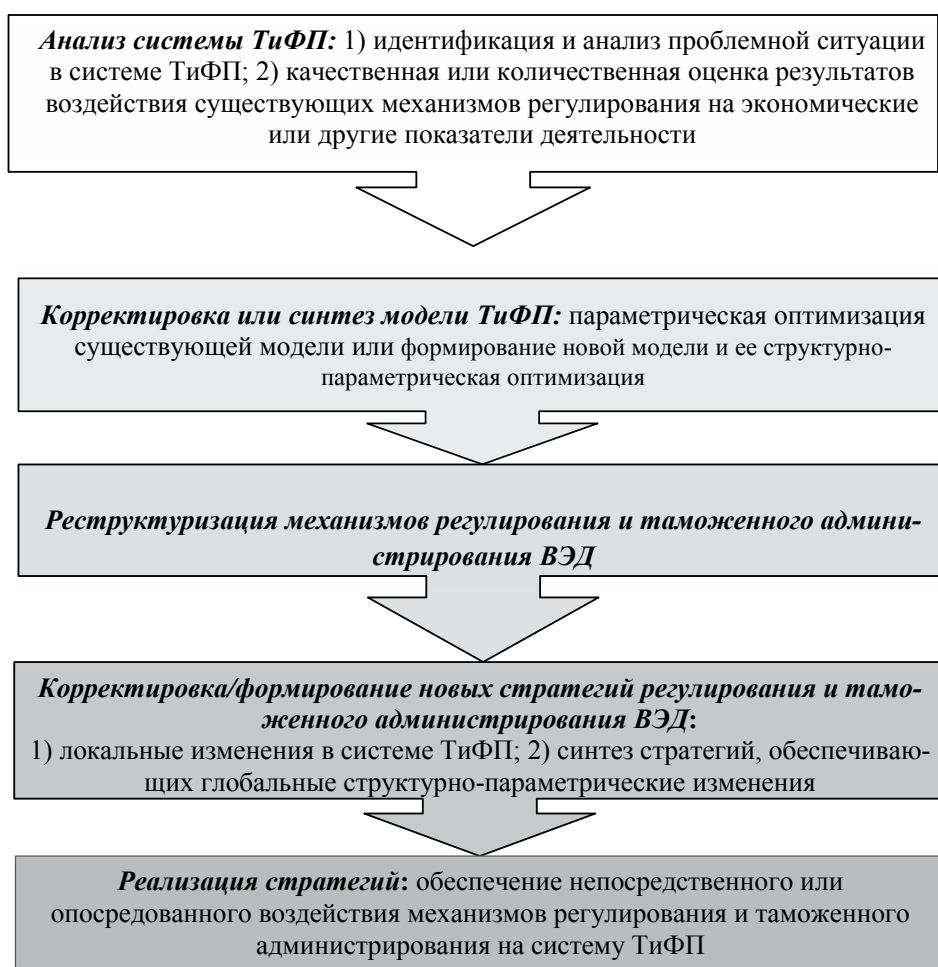 Анализ системы ТиФП: 1) идентификация и анализ проблемной ситуации
в системе ТиФП; 2) качественная или количественная оценка результатов
воздействия существующих механизмов регулирования на экономические
или другие показатели деятельности
Корректировка или синтез модели ТиФП: параметрическая оптимизация
существующей модели или формирование новой модели и ее структурно-
параметрическая оптимизация
Реструктуризация механизмов регулирования и таможенного админи-
стрирования ВЭД
Корректировка/формирование новых стратегий регулирования и тамо-
женного администрирования ВЭД:
1) локальные изменения в системе ТиФП; 2) синтез стратегий, обеспечиваю-
щих глобальные структурно-параметрические изменения
Реализация стратегий: обеспечение непосредственного или
опосредованного воздействия механизмов регулирования и таможенного
администрирования на систему ТиФП